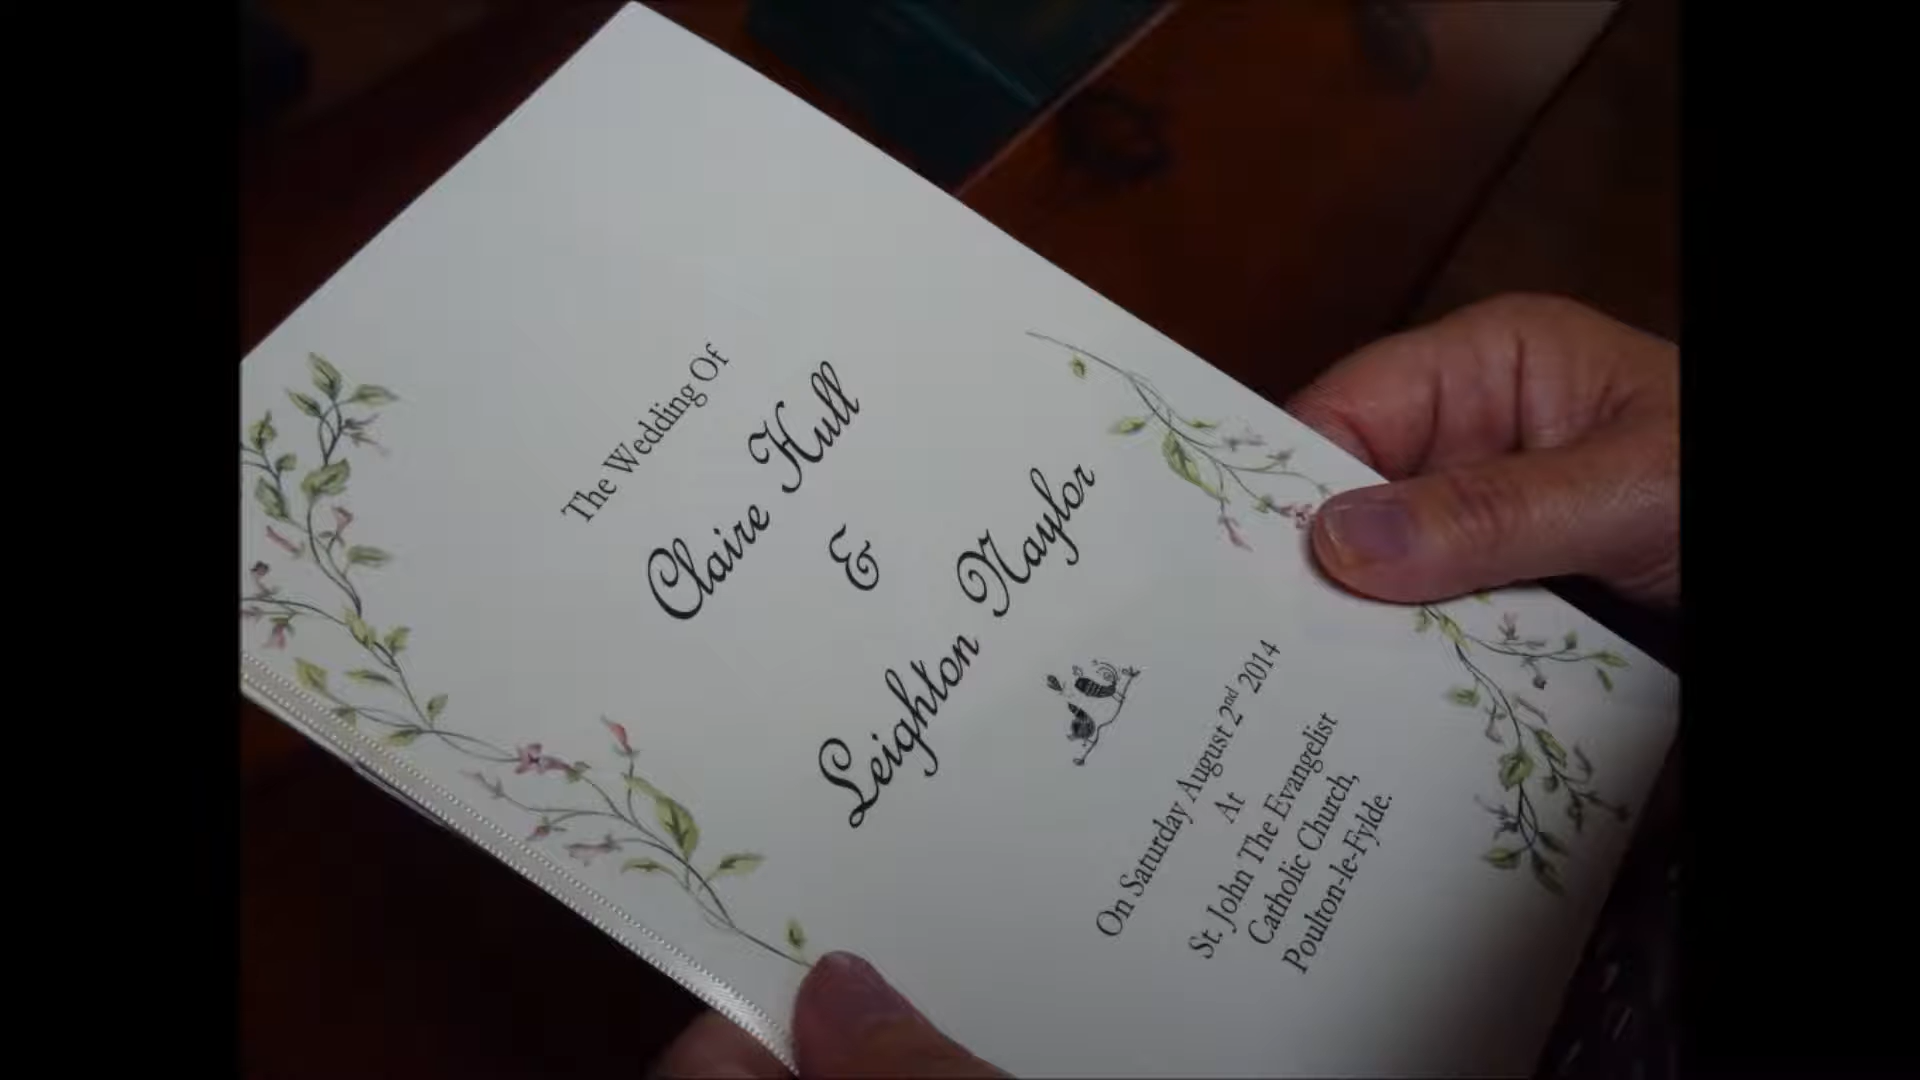 The Wedding Of
Claire Hull
&
Leighton Naylor
On Saturday August 2nd 2014
At
St. John The Evangelist
Catholic Church,
Poulton-le-Fylde.